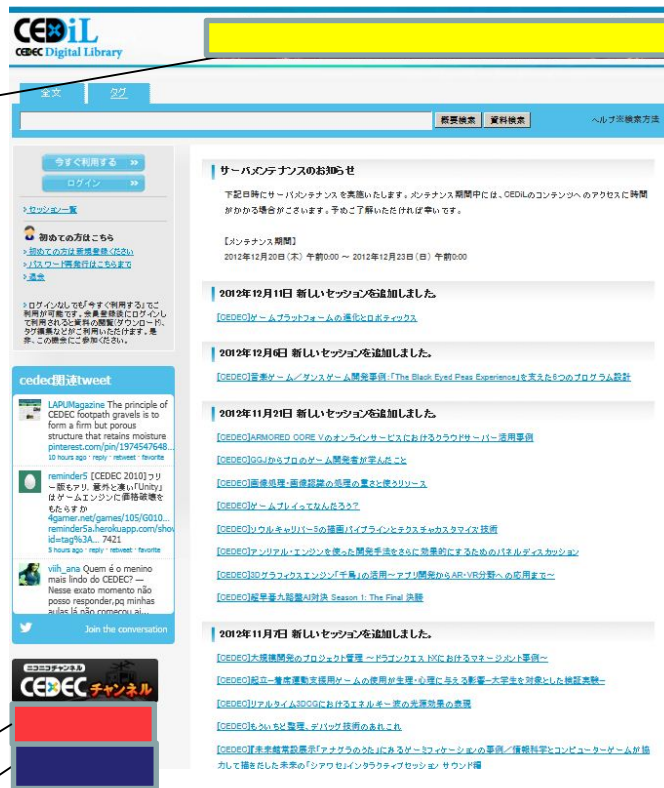 CEDiL
CEDEC Digital Library
全文 タグ
概要検索 資料検索 ヘルプ※検索方法
今すぐ利用する »
ログイン »
セッション一覧
初めての方はこちら
初めての方は新規登録ください
パスワード再発行はこちらまで
退会
ログインなしでも「今すぐ利用する」でご
利用が可能です。会員登録後にログインし
て利用されると資料の閲覧(ダウンロード)、
タグ編集などがご利用いただけます。是
非、この機会にご参加ください。
cedec関連tweet
LAPUMagazine The principle of
CEDEC footpath gravels is to
form a firm but porous
structure that retains moisture
pinterest.com/pin/1974547648...
10 hours ago · reply · retweet · favorite
reminder5 [CEDEC 2010]フリ
ー版もアリ。意外と凄い「Unity」
はゲームエンジンに価格破壊を
もたらすか
4gamer.net/games/105/G010...
reminder5a.herokuapp.com/show
id=tag%3A... 7421
5 hours ago · reply · retweet · favorite
viih_ana Quem é o menino
mais lindo do CEDEC? —
Nesse exato momento não
posso responder,pq minhas
aulas lá não começou ai...
Join the conversation
ニコニコチャンネル
CEDECチャンネル
サーバメンテナンスのお知らせ
下記日時にサーバメンテナンスを実施いたします。メンテナンス期間中には、CEDiLのコンテンツへのアクセスに時間
がかかる場合がございます。予めご了解いただければ幸いです。
【メンテナンス期間】
2012年12月20日(木) 午前0:00 ～ 2012年12月23日(日) 午前0:00
2012年12月11日 新しいセッションを追加しました。
[CEDEC]ゲームプラットフォームの進化とロボティックス
2012年12月6日 新しいセッションを追加しました。
[CEDEC]音楽ゲーム／ダンスゲーム開発事例:「The Black Eyed Peas Experience」を支えた6つのプログラム設計
2012年11月21日 新しいセッションを追加しました。
[CEDEC]ARMORED CORE Vのオンラインサービスにおけるクラウドサーバー活用事例
[CEDEC]GGJからプロのゲーム開発者が学んだこと
[CEDEC]画像処理・画像認識の処理の重さと使うリソース
[CEDEC]ゲームプレイってなんだろう?
[CEDEC]ソウルキャリバー5の描画パイプラインとテクスチャカスタマイズ技術
[CEDEC]アンリアル・エンジンを使った開発手法をさらに効果的にするためのパネルディスカッション
[CEDEC]3Dグラフィクスエンジン「千鳥」の活用～アプリ開発からAR・VR分野への応用まで～
[CEDEC]超早碁九路盤AI対決 Season 1: The Final 決勝
2012年11月7日 新しいセッションを追加しました。
[CEDEC]大規模開発のプロジェクト管理 ～ドラゴンクエストXにおけるマネージメント事例～
[CEDEC]起立－着席運動支援用ゲームの使用が生理・心理に与える影響－大学生を対象とした検証実験－
[CEDEC]リアルタイム3DCGにおけるエネルギー波の光源効果の表現
[CEDEC]もういちど整理、デバッグ技術のあれこれ
[CEDEC]『未来館常設展示「アナグラのうた」にみるゲーミフィケーションの事例／情報科学とコンピューターゲームが協
力して描きだした未来の「シアワセ」インタラクティブセッション サウンド編